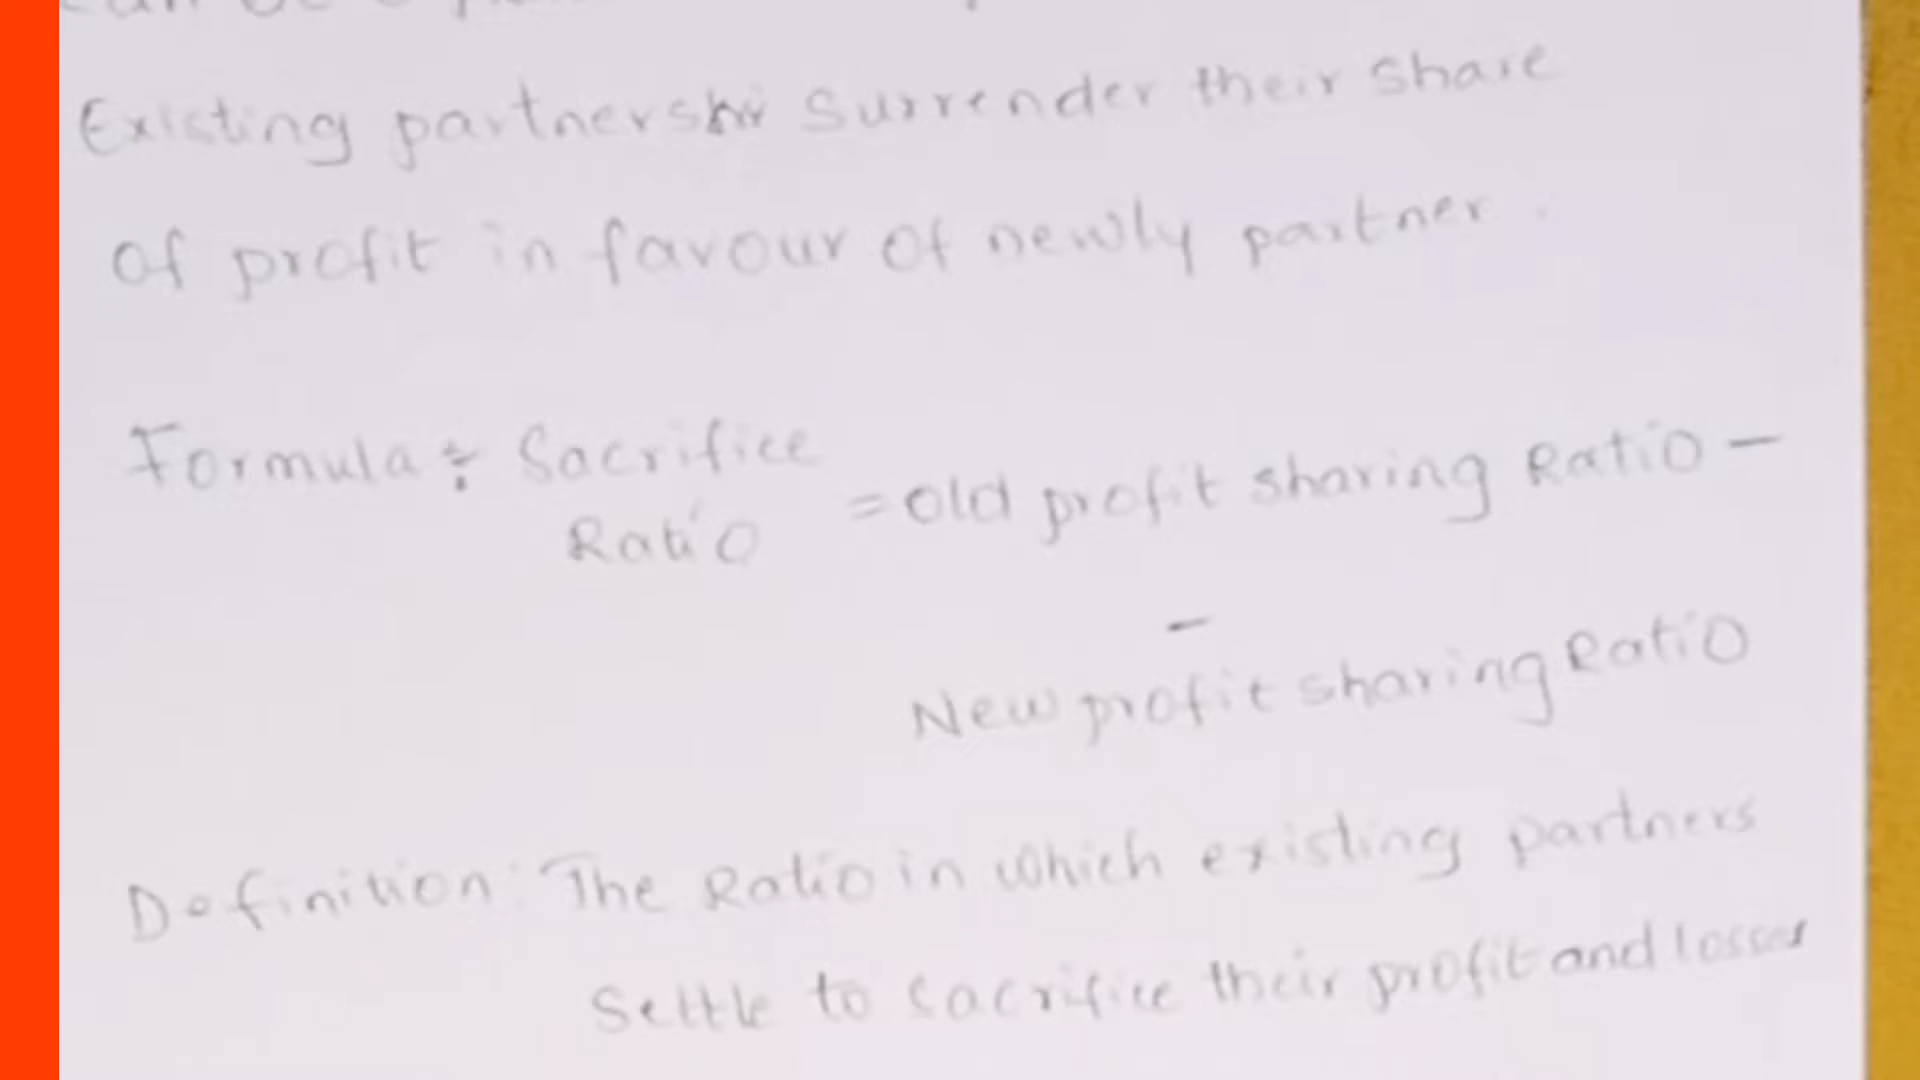 Existing partners surrender their share
of profit in favour of newly partner.
Formula : Sacrifice
Ratio
= old profit sharing Ratio -
-
New profit sharing Ratio
Definition: The Ratio in which existing partners
settle to sacrifice their profit and losses